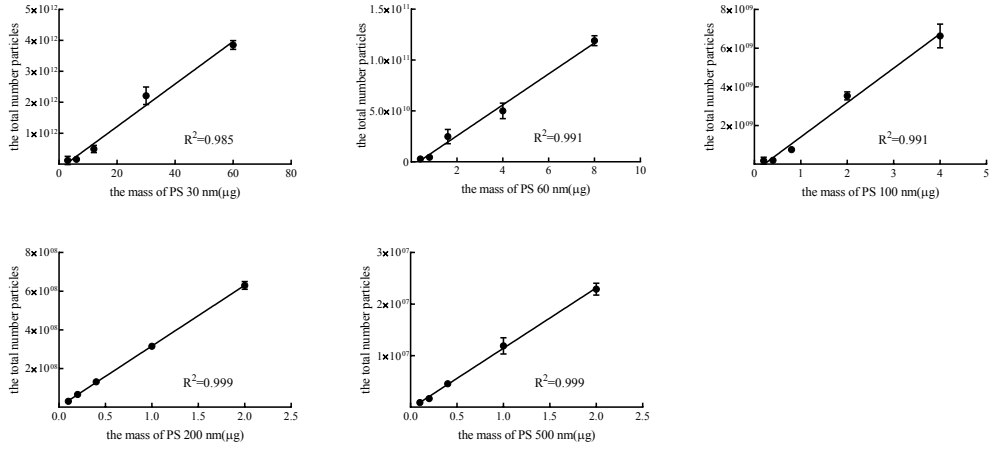 the total number particles
5×10¹²
4×10¹²
3×10¹²
2×10¹²
1×10¹²
0
R²=0.985
0 20 40 60 80
the mass of PS 30 nm(μg)
the total number particles
1.5×10¹¹
1.0×10¹¹
5.0×10¹⁰
0
R²=0.991
2 4 6 8 10
the mass of PS 60 nm(μg)
the total number particles
8×10⁰⁹
6×10⁰⁹
4×10⁰⁹
2×10⁰⁹
R²=0.991
0 1 2 3 4 5
the mass of PS 100 nm(μg)
the total number particles
8×10⁰⁸
6×10⁰⁸
4×10⁰⁸
2×10⁰⁸
R²=0.999
0.0 0.5 1.0 1.5 2.0 2.5
the mass of PS 200 nm(μg)
the total number particles
3×10⁰⁷
2×10⁰⁷
1×10⁰⁷
R²=0.999
0.0 0.5 1.0 1.5 2.0 2.5
the mass of PS 500 nm(μg)